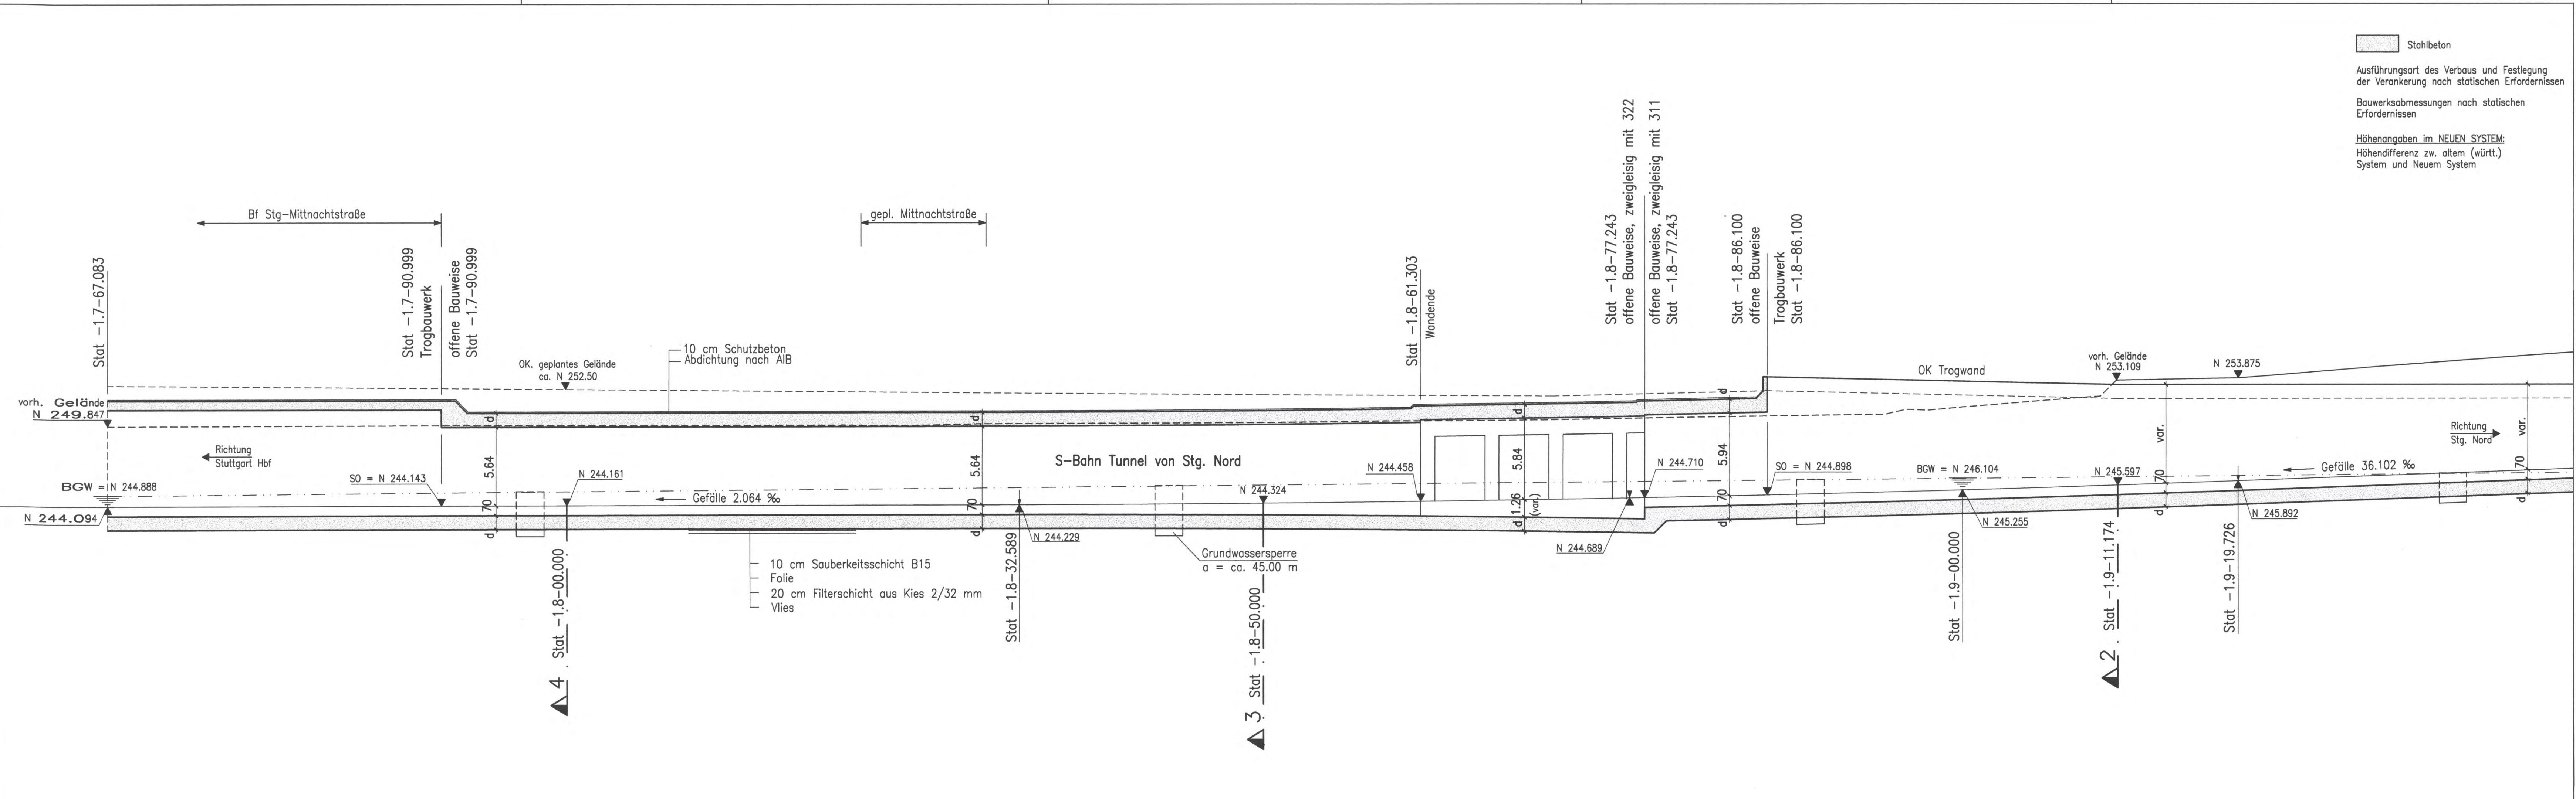 Stahlbeton
Ausführungsart des Verbaus und Festlegung
der Verankerung nach statischen Erfordernissen
Bauwerksabmessungen nach statischen
Erfordernissen
Höhenangaben im NEUEN SYSTEM:
Höhendifferenz zw. altem (württ.)
System und Neuem System
Bf Stg-Mittnachtstraße
gepl. Mittnachtstraße
Stat -1.7-67.083
Stat -1.7-90.999
Trogbauwerk
offene Bauweise
Stat -1.7-90.999
Stat -1.8-61.303
Wandende
Stat -1.8-77.243
offene Bauweise, zweigleisig mit 322
offene Bauweise, zweigleisig mit 311
Stat -1.8-77.243
Stat -1.8-86.100
offene Bauweise
Trogbauwerk
Stat -1.8-86.100
10 cm Schutzbeton
Abdichtung nach AIB
OK. geplantes Gelände
ca. N 252.50
OK Trogwand
vorh. Gelände
N 253.109
N 253.875
vorh. Gelände
N 249.847
d
d
d
d
Richtung
Stuttgart Hbf
5.64
5.64
S-Bahn Tunnel von Stg. Nord
5.84
5.94
var.
var.
Richtung
Stg. Nord
BGW = N 244.888
SO = N 244.143
N 244.161
Gefälle 2.064 ‰
N 244.324
N 244.458
N 244.710
SO = N 244.898
BGW = N 246.104
N 245.597
Gefälle 36.102 ‰
70
70
1.26
(var.)
70
70
70
N 244.094
d
d
d
d
d
d
N 244.229
N 244.689
N 245.255
N 245.892
Grundwassersperre
a = ca. 45.00 m
10 cm Sauberkeitsschicht B15
Folie
20 cm Filterschicht aus Kies 2/32 mm
Vlies
4 Stat -1.8-00.000
Stat -1.8-32.589
3 Stat -1.8-50.000
Stat -1.9-00.000
2 Stat -1.9-11.174
Stat -1.9-19.726